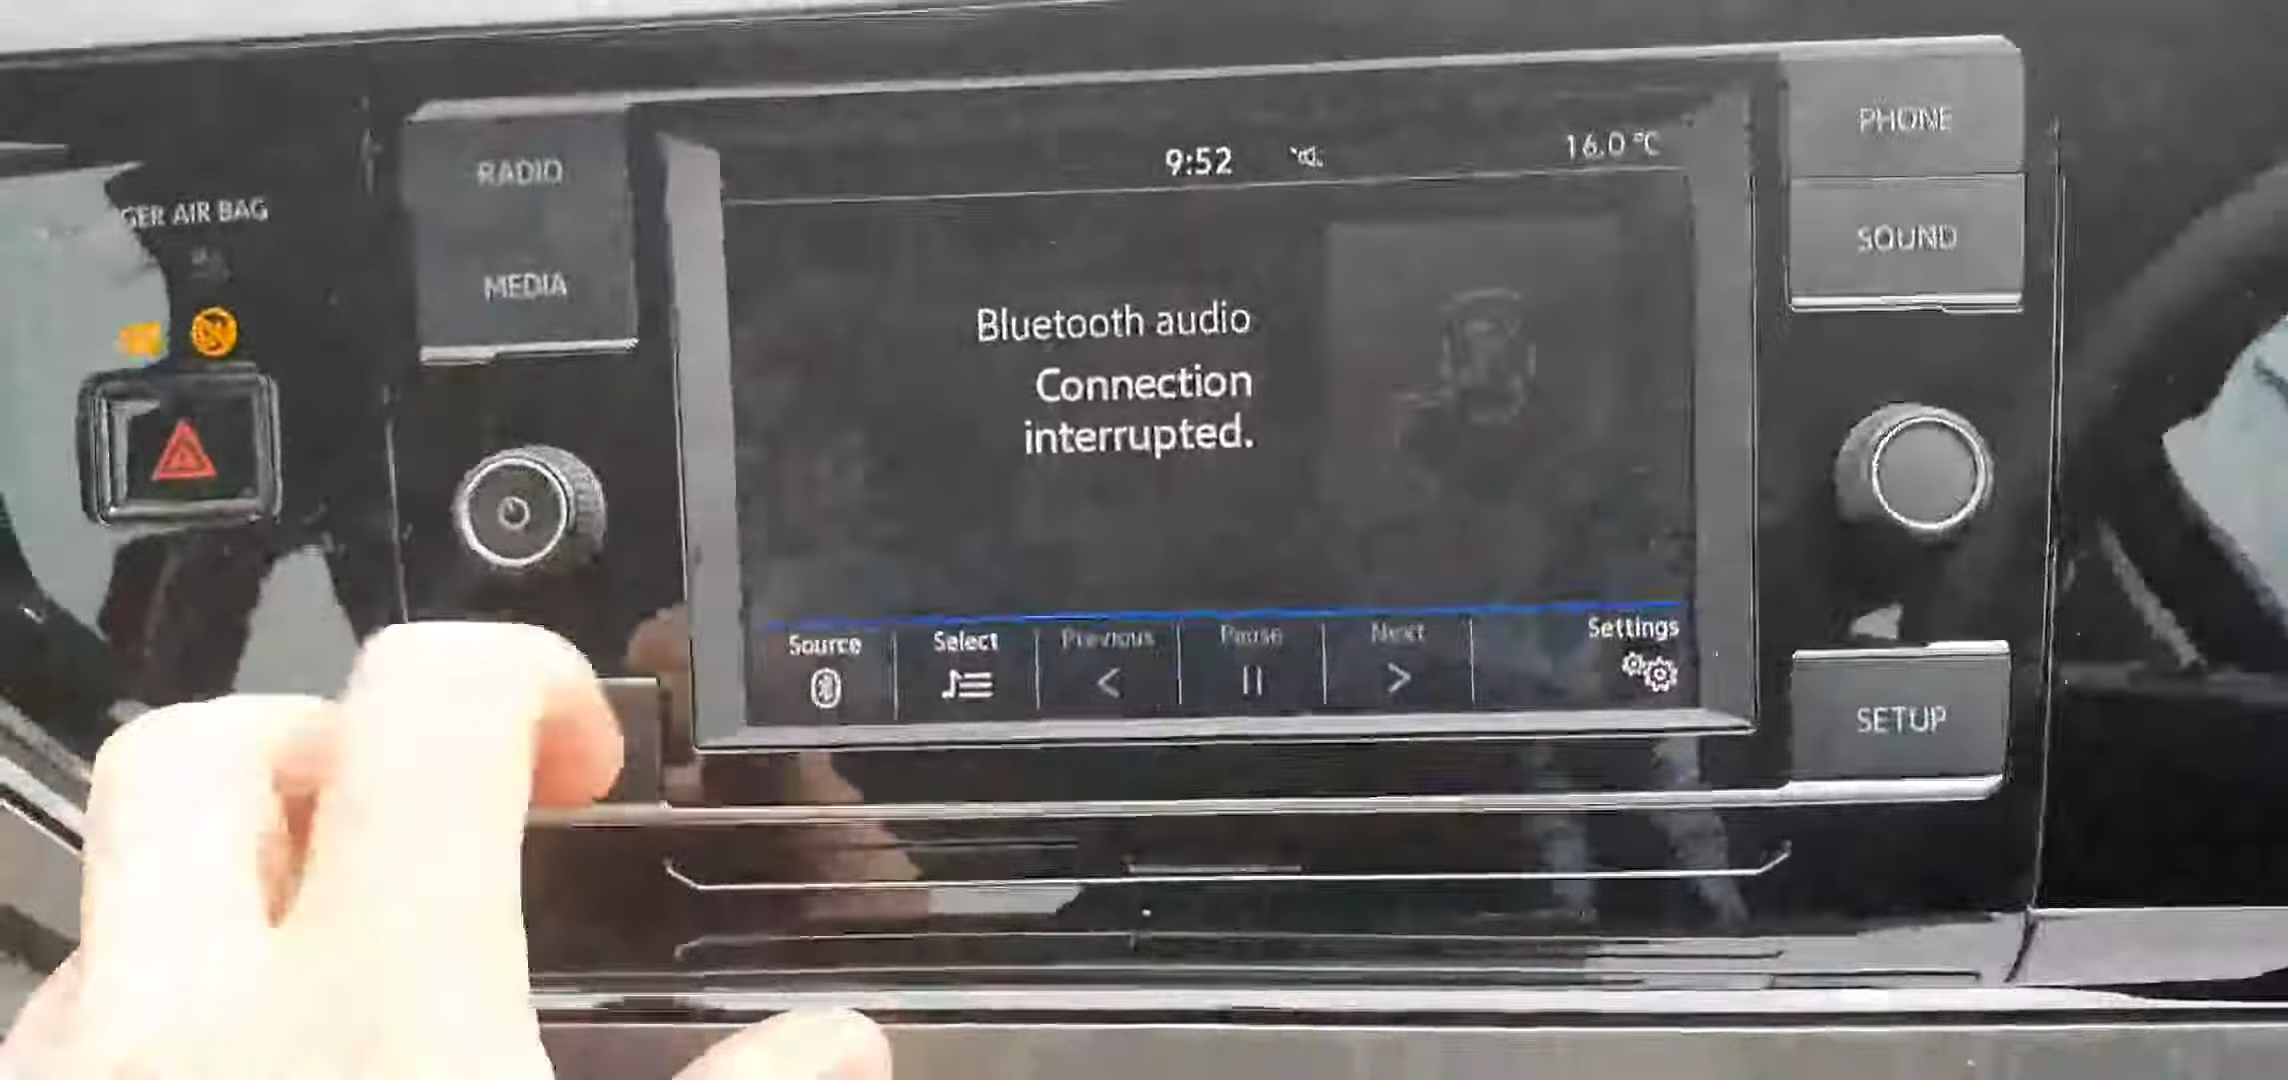 GER AIR BAG
RADIO
MEDIA
9:52
16.0 °C
Bluetooth audio
Connection
interrupted.
Source
Select
Previous
Pause
Next
Settings
PHONE
SOUND
SETUP